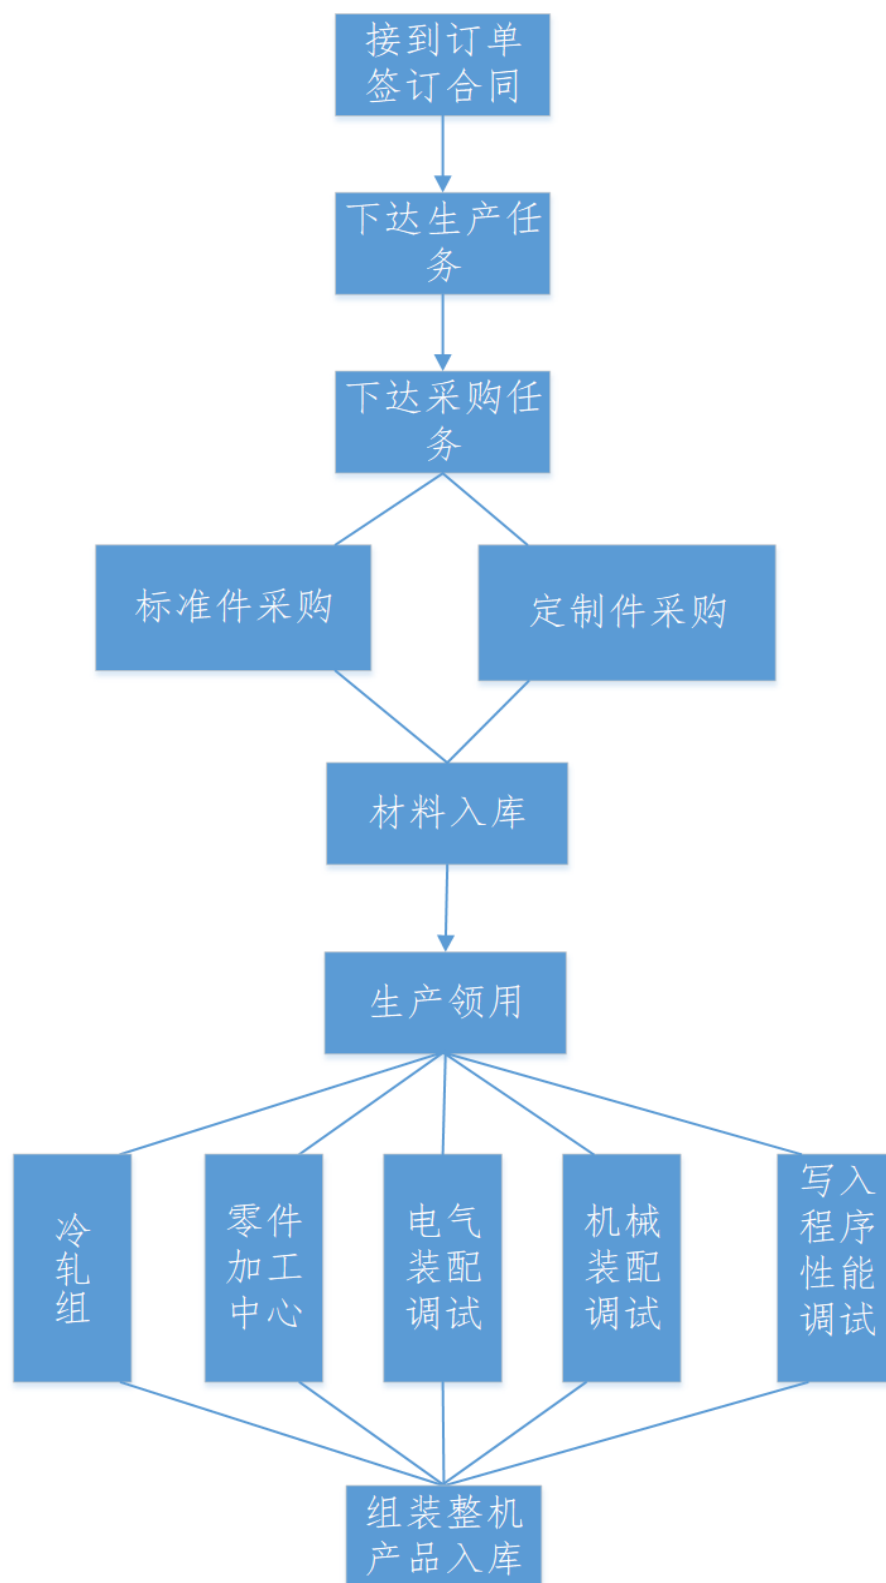 接到订单
签订合同
下达生产任
务
下达采购任
务
标准件采购
定制件采购
材料入库
生产领用
冷
轧
组
零件
加工
中心
电气
装配
调试
机械
装配
调试
写入
程序
性能
调试
组装整机
产品入库